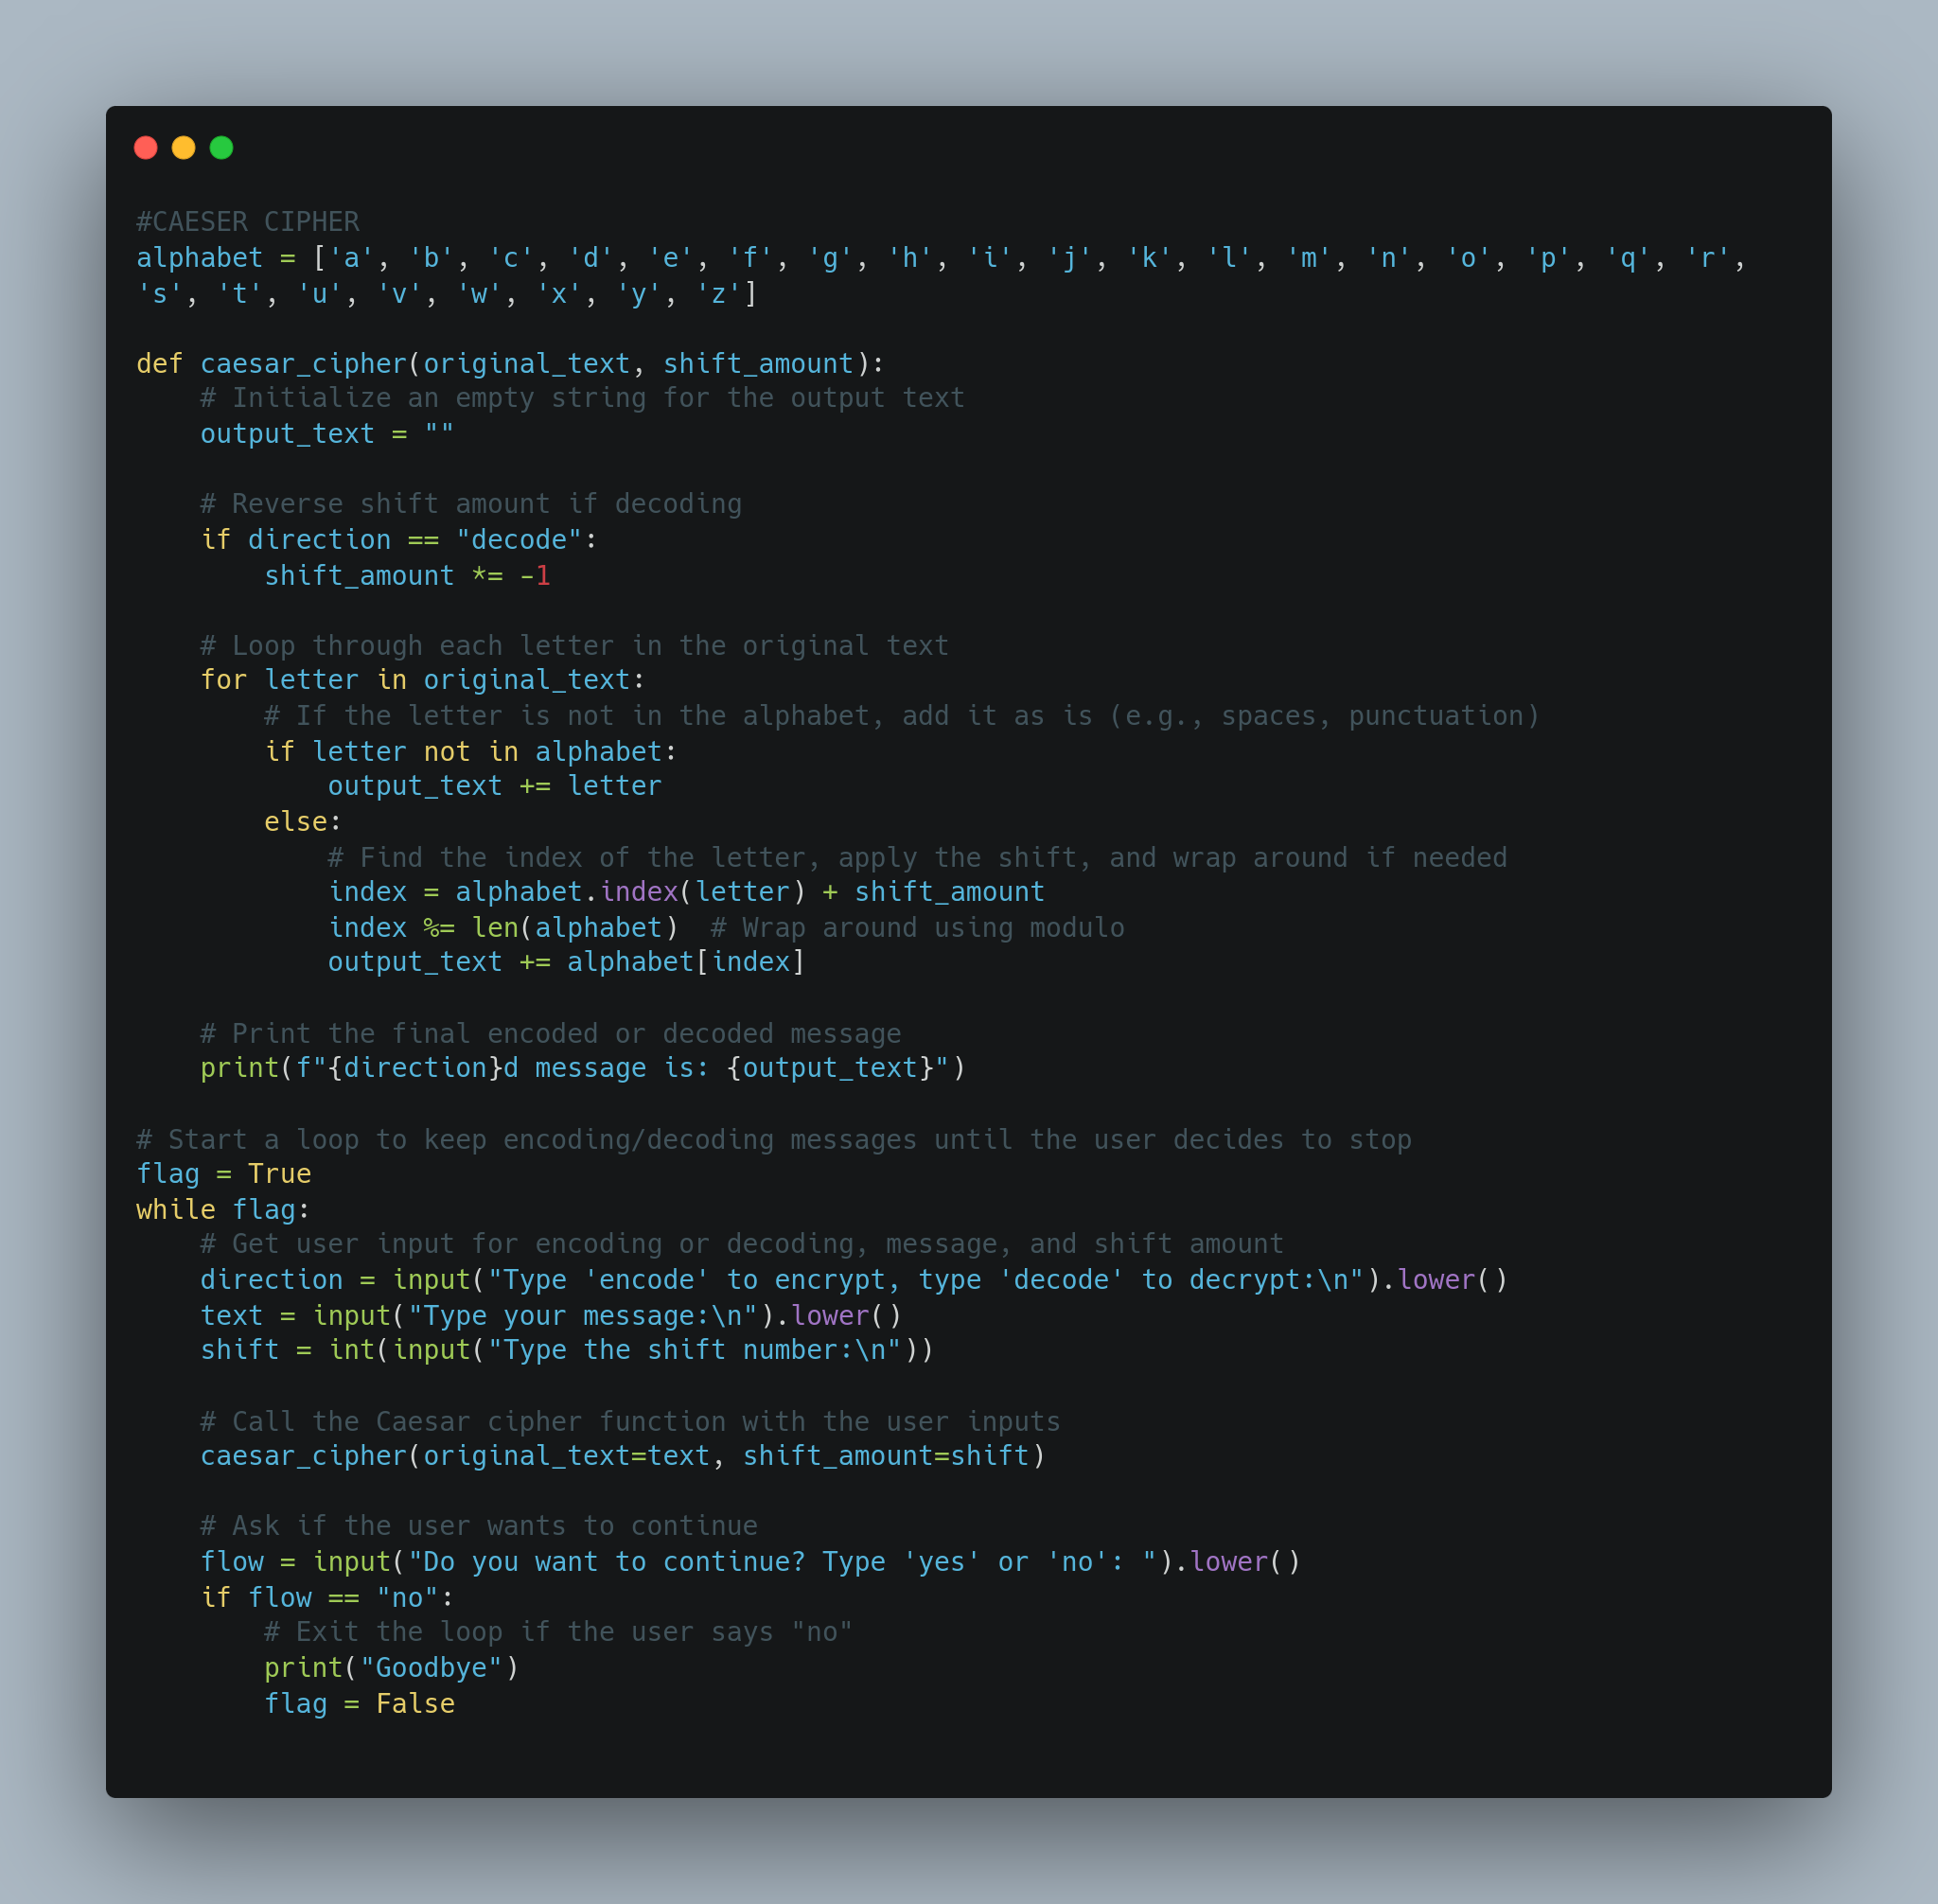 #CAESER CIPHER
alphabet = ['a', 'b', 'c', 'd', 'e', 'f', 'g', 'h', 'i', 'j', 'k', 'l', 'm', 'n', 'o', 'p', 'q', 'r',
's', 't', 'u', 'v', 'w', 'x', 'y', 'z']

def caesar_cipher(original_text, shift_amount):
    # Initialize an empty string for the output text
    output_text = ""

    # Reverse shift amount if decoding
    if direction == "decode":
        shift_amount *= -1

    # Loop through each letter in the original text
    for letter in original_text:
        # If the letter is not in the alphabet, add it as is (e.g., spaces, punctuation)
        if letter not in alphabet:
            output_text += letter
        else:
            # Find the index of the letter, apply the shift, and wrap around if needed
            index = alphabet.index(letter) + shift_amount
            index %= len(alphabet)  # Wrap around using modulo
            output_text += alphabet[index]

    # Print the final encoded or decoded message
    print(f"{direction}d message is: {output_text}")

# Start a loop to keep encoding/decoding messages until the user decides to stop
flag = True
while flag:
    # Get user input for encoding or decoding, message, and shift amount
    direction = input("Type 'encode' to encrypt, type 'decode' to decrypt:\n").lower()
    text = input("Type your message:\n").lower()
    shift = int(input("Type the shift number:\n"))

    # Call the Caesar cipher function with the user inputs
    caesar_cipher(original_text=text, shift_amount=shift)

    # Ask if the user wants to continue
    flow = input("Do you want to continue? Type 'yes' or 'no': ").lower()
    if flow == "no":
        # Exit the loop if the user says "no"
        print("Goodbye")
        flag = False